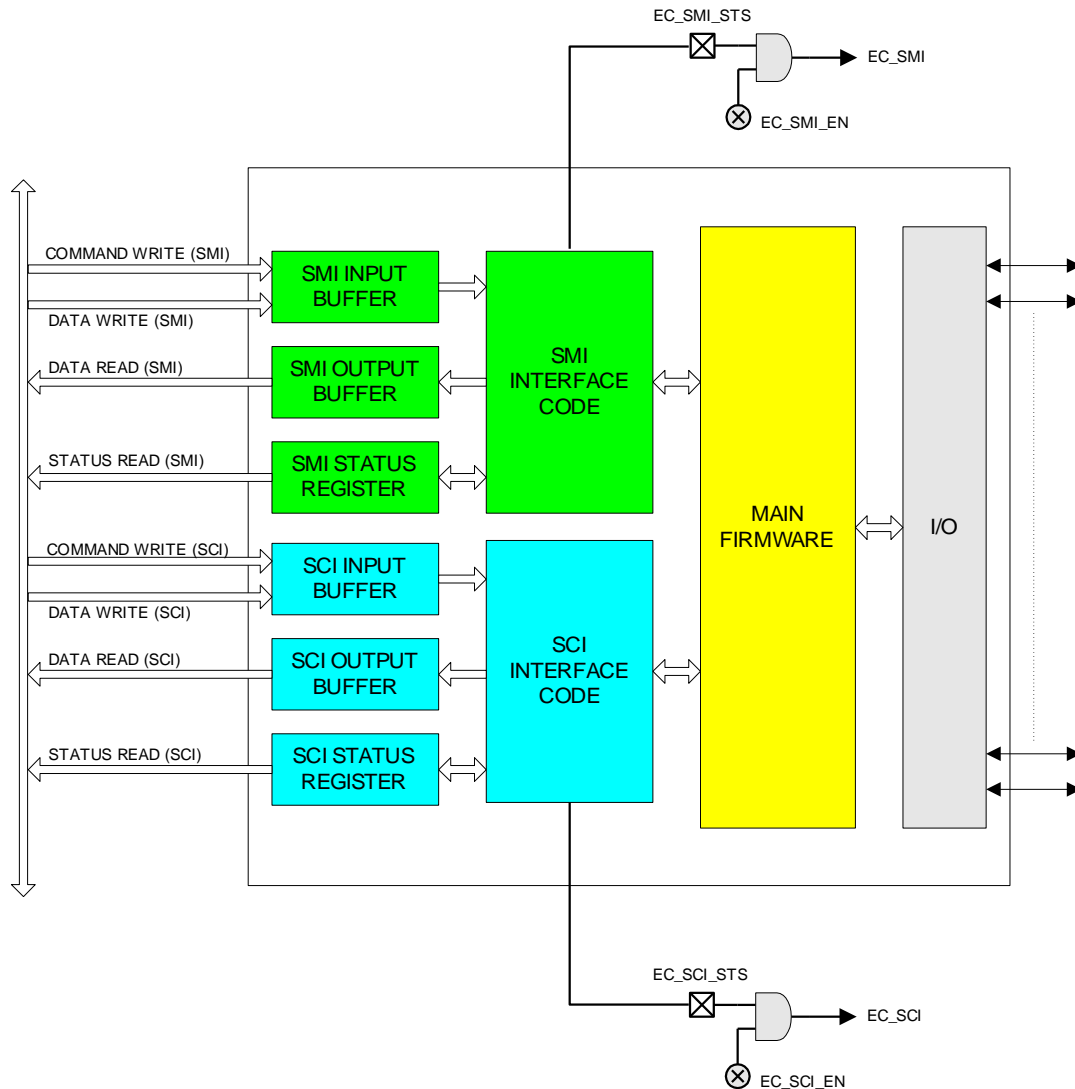 EC_SMI_STS
EC_SMI
EC_SMI_EN
COMMAND WRITE (SMI)
SMI INPUT
BUFFER
DATA WRITE (SMI)
DATA READ (SMI)
SMI OUTPUT
BUFFER
SMI
INTERFACE
CODE
STATUS READ (SMI)
SMI STATUS
REGISTER
MAIN
FIRMWARE
I/O
COMMAND WRITE (SCI)
SCI INPUT
BUFFER
DATA WRITE (SCI)
DATA READ (SCI)
SCI OUTPUT
BUFFER
SCI
INTERFACE
CODE
STATUS READ (SCI)
SCI STATUS
REGISTER
EC_SCI_STS
EC_SCI
EC_SCI_EN